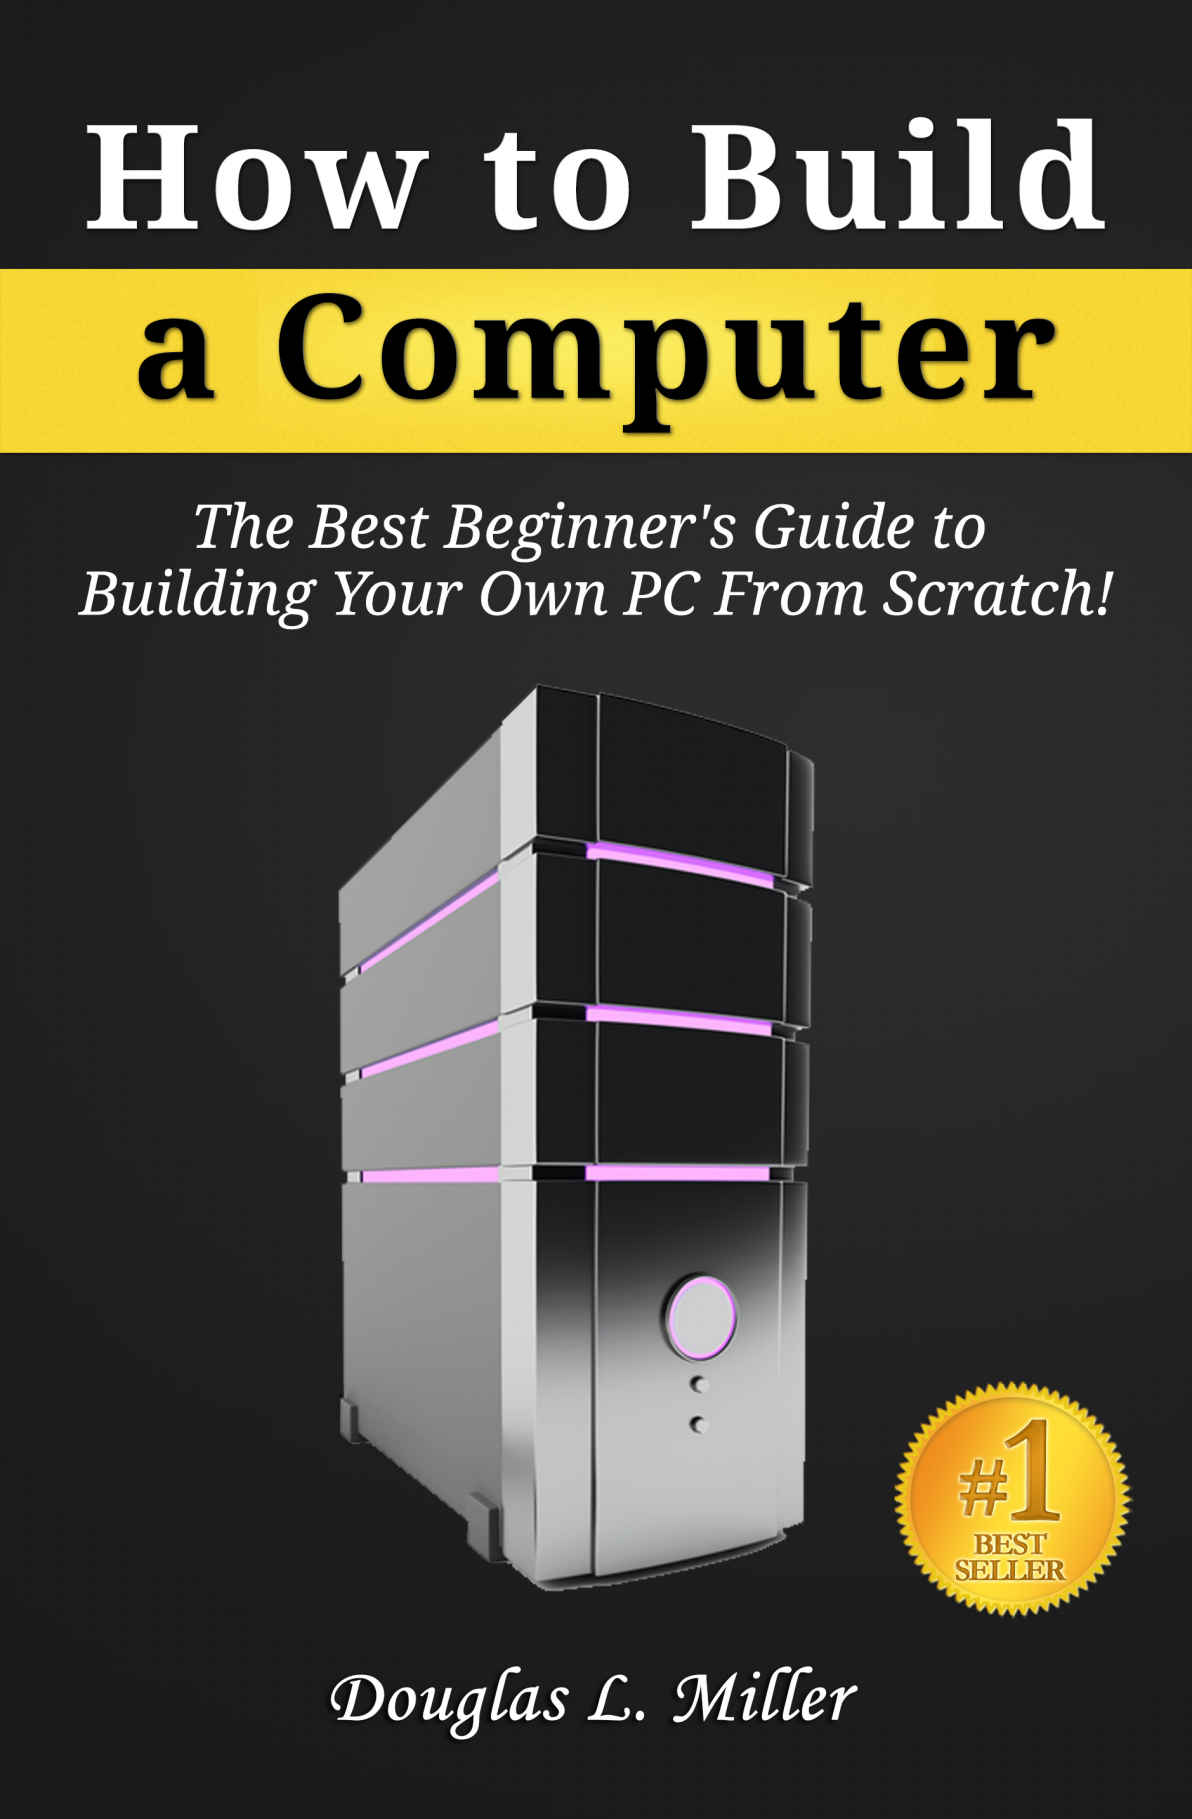 How to Build
a Computer
The Best Beginner's Guide to
Building Your Own PC From Scratch!
#1
BEST
SELLER
Douglas L. Miller